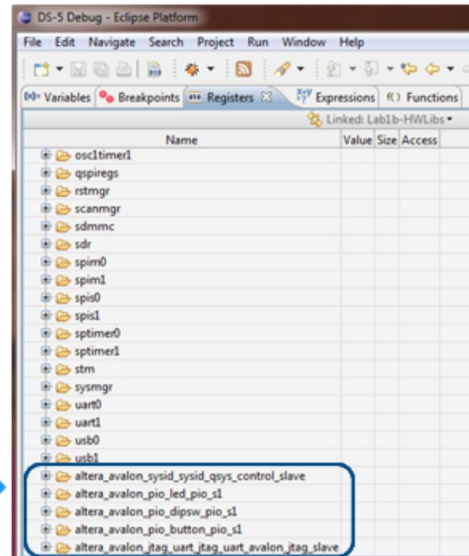 DS-5 Debug - Eclipse Platform
File Edit Navigate Search Project Run Window Help
Variables Breakpoints Registers Expressions f() Functions
Linked: Lab1b-HWLibs
Name Value Size Access
osc1timer1
qspiregs
rstmgr
scanmgr
sdmmc
sdr
spim0
spim1
spis0
spis1
sptimer0
sptimer1
stm
sysmgr
uart0
uart1
usb0
usb1
altera_avalon_sysid_sysid_qsys_control_slave
altera_avalon_pio_led_pio_s1
altera_avalon_pio_dipsw_pio_s1
altera_avalon_pio_button_pio_s1
altera_avalon_jtag_uart_jtag_uart_avalon_jtag_slave